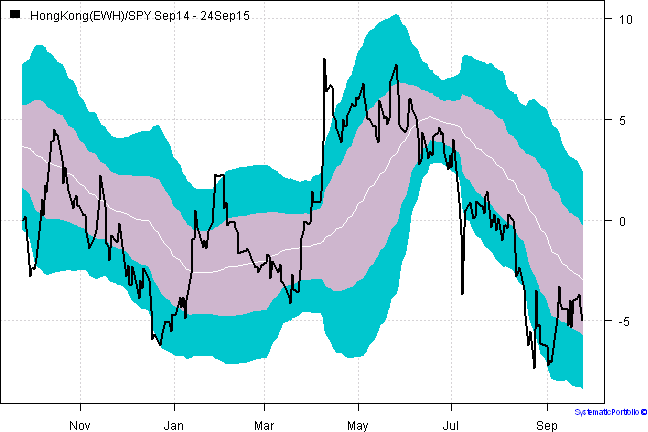 HongKong(EWH)/SPY Sep14 - 24Sep15
10
5
0
-5
Nov Jan Mar May Jul Sep
SystematicPortfolio ©